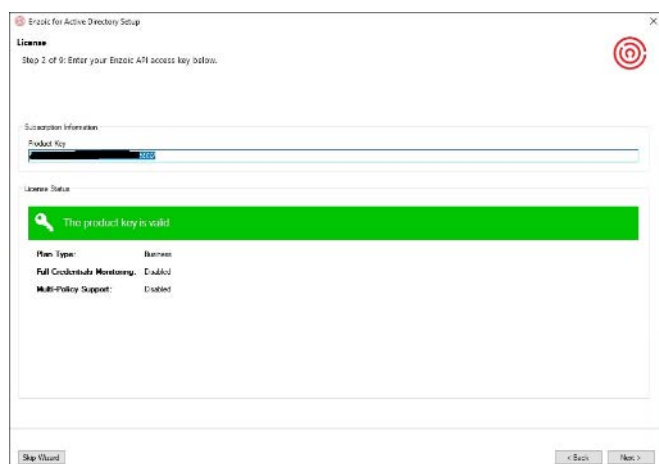 Enzoic for Active Directory Setup
License
Step 2 of 9: Enter your Enzoic API access key below.
Subscription Information
Product Key
License Status
The product key is valid
Plan Type: Business
Full Credentials Monitoring: Disabled
Multi-Policy Support: Disabled
Skip Wizard
< Back Next >